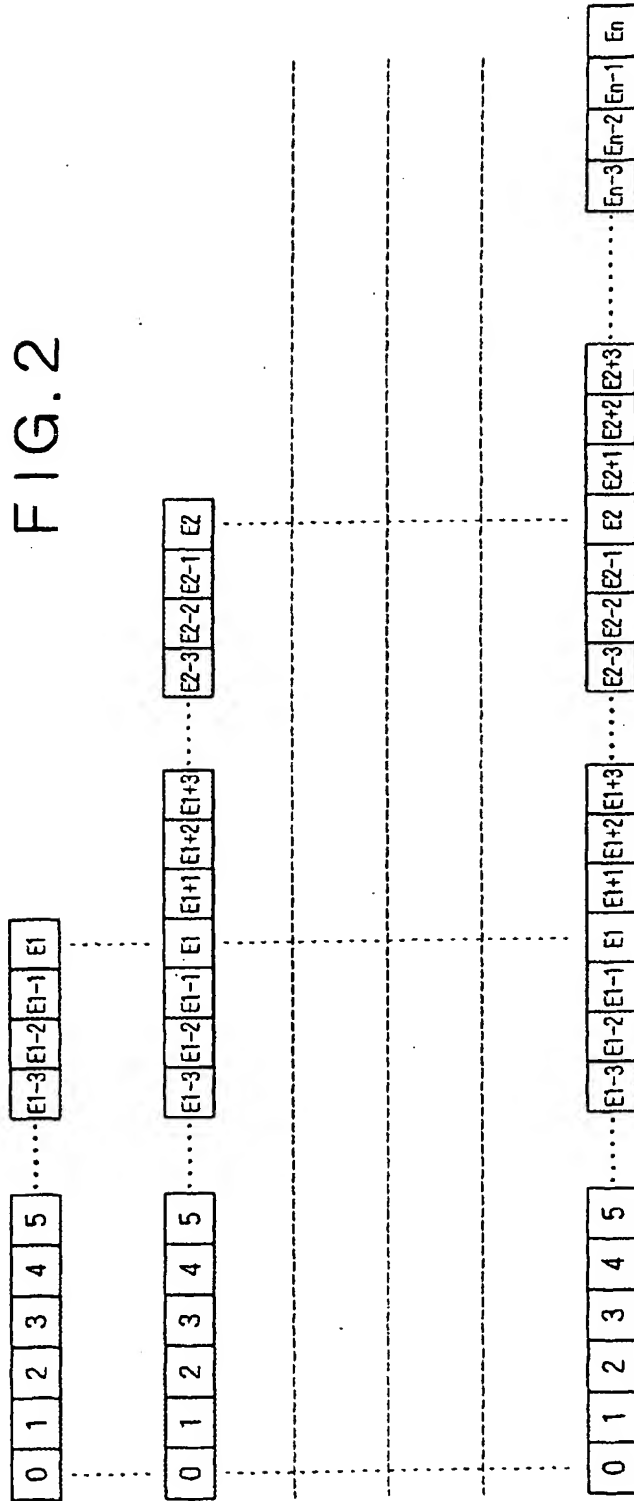 FIG. 2
0 1 2 3 4 5 ...... E1-3 E1-2 E1-1 E1
0 1 2 3 4 5 ...... E1-3 E1-2 E1-1 E1 E1+1 E1+2 E1+3 ...... E2-3 E2-2 E2-1 E2
0 1 2 3 4 5 ...... E1-3 E1-2 E1-1 E1 E1+1 E1+2 E1+3 ...... E2-3 E2-2 E2-1 E2 E2+1 E2+2 E2+3 .......... En-3 En-2 En-1 En